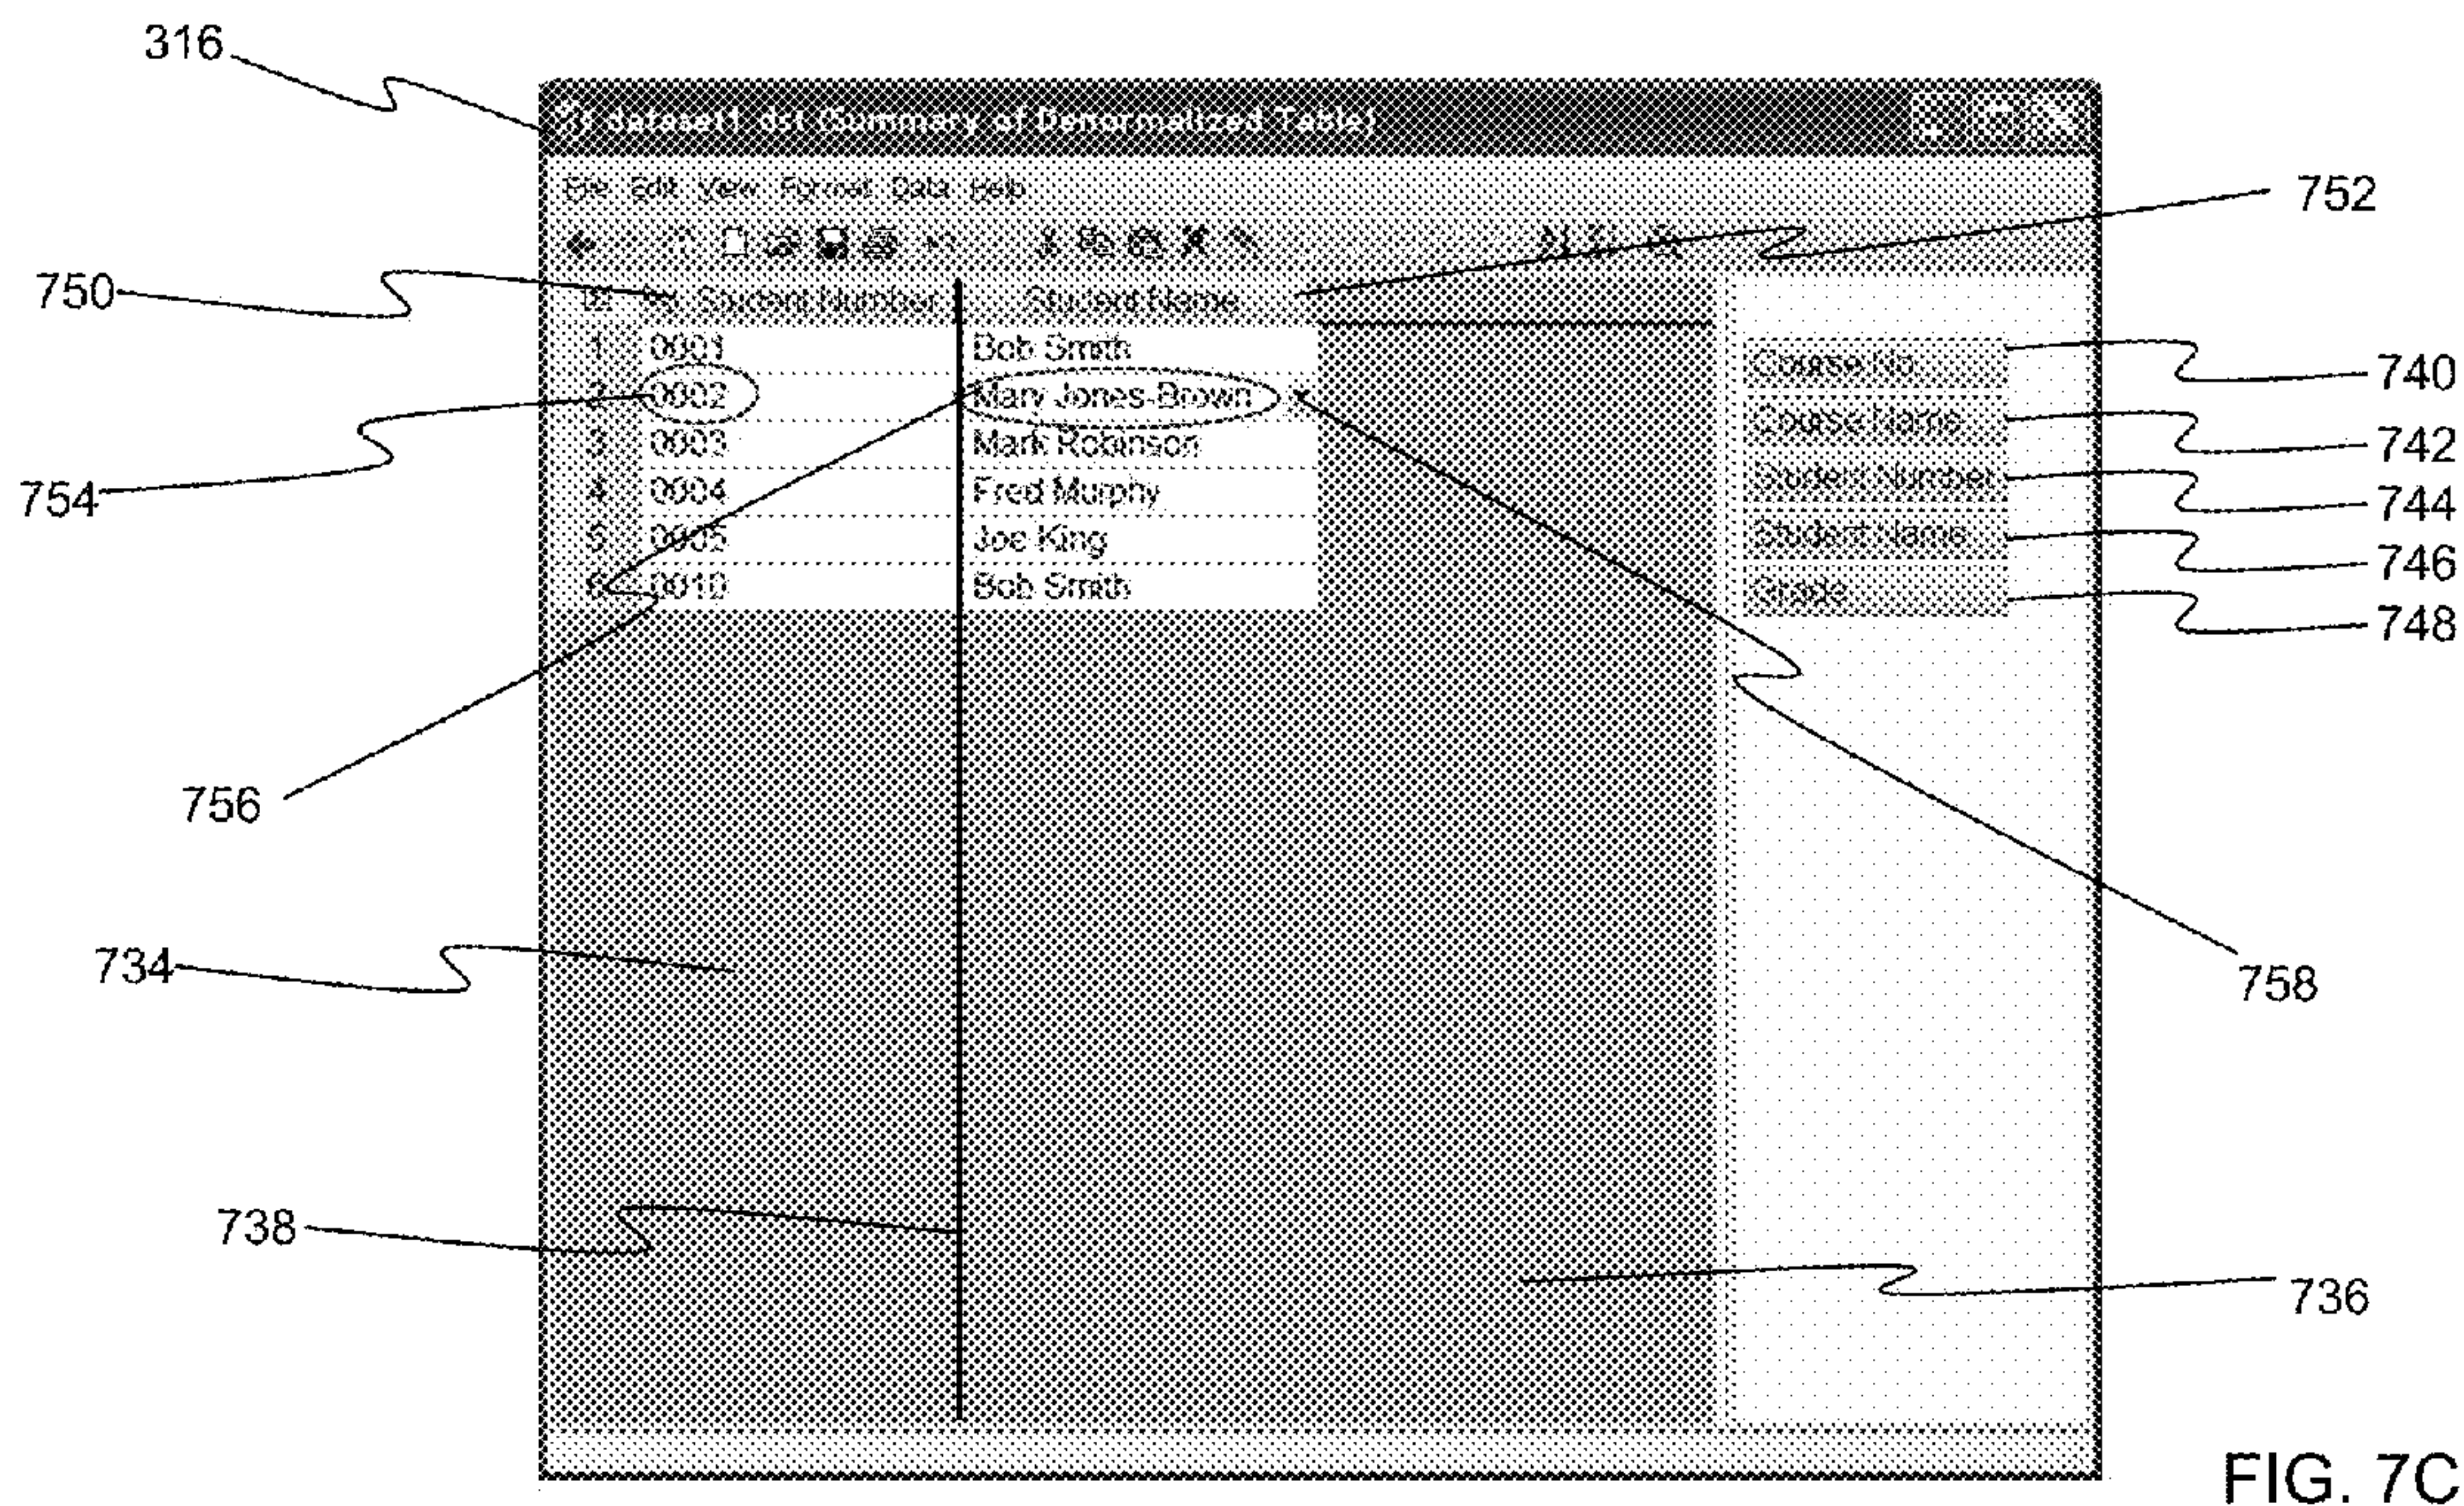 316
dataset1.dst (Summary of Denormalized Table)
File Edit View Format Data Help
752
750
Student Number Student Name
1 0001 Bob Smith
2 0002 Mary Jones-Brown
3 0003 Mark Robinson
4 0004 Fred Murphy
5 0005 Joe King
6 0010 Bob Smith
Course No.
Course Name
Student Number
Student Name
Grade
740
742
744
746
748
754
756
734
758
738
736
FIG. 7C